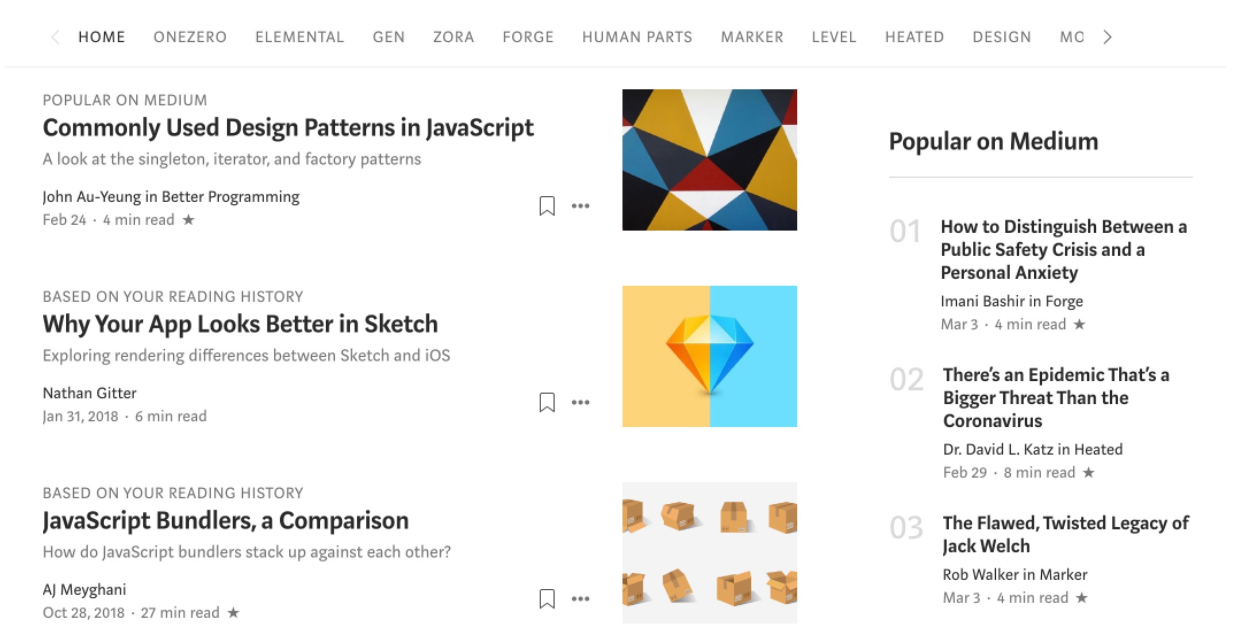 HOME ONEZERO ELEMENTAL GEN ZORA FORGE HUMAN PARTS MARKER LEVEL HEATED DESIGN MO
POPULAR ON MEDIUM
Commonly Used Design Patterns in JavaScript
A look at the singleton, iterator, and factory patterns
John Au-Yeung in Better Programming
Feb 24 · 4 min read ★
BASED ON YOUR READING HISTORY
Why Your App Looks Better in Sketch
Exploring rendering differences between Sketch and iOS
Nathan Gitter
Jan 31, 2018 · 6 min read
BASED ON YOUR READING HISTORY
JavaScript Bundlers, a Comparison
How do JavaScript bundlers stack up against each other?
AJ Meyghani
Oct 28, 2018 · 27 min read ★
Popular on Medium
01
How to Distinguish Between a
Public Safety Crisis and a
Personal Anxiety
Imani Bashir in Forge
Mar 3 · 4 min read ★
02
There’s an Epidemic That’s a
Bigger Threat Than the
Coronavirus
Dr. David L. Katz in Heated
Feb 29 · 8 min read ★
03
The Flawed, Twisted Legacy of
Jack Welch
Rob Walker in Marker
Mar 3 · 4 min read ★